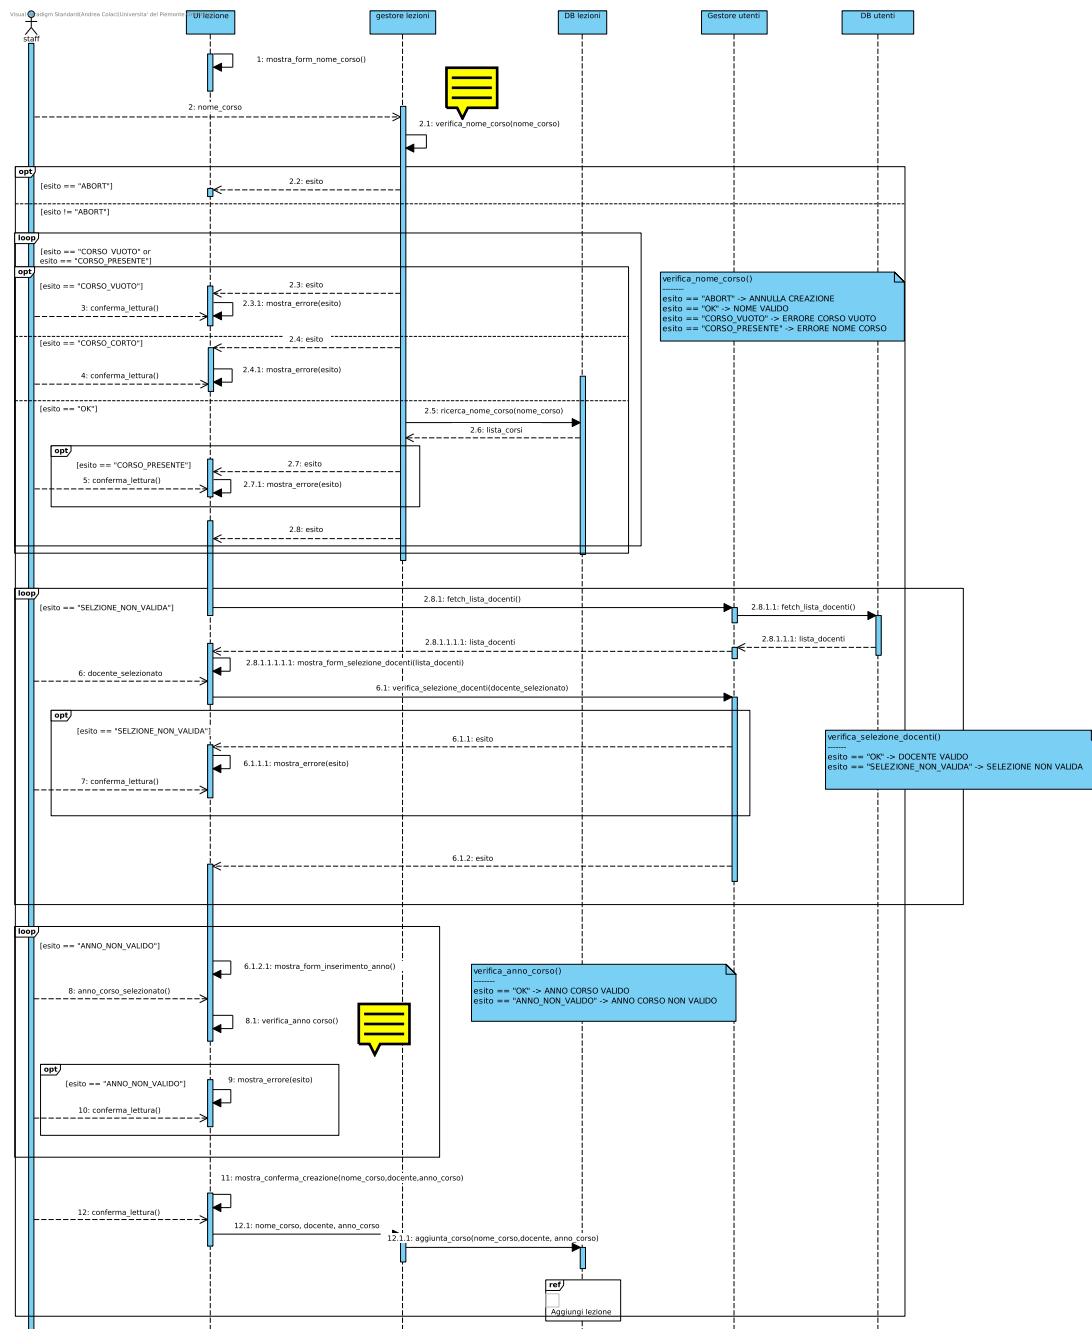 Visual Paradigm Standard(Andrea Colaci(Universita' del Piemonte
staff
UI lezione
gestore lezioni
DB lezioni
Gestore utenti
DB utenti
1: mostra_form_nome_corso()
2: nome_corso
2.1: verifica_nome_corso(nome_corso)
opt
[esito == "ABORT"]
2.2: esito
[esito != "ABORT"]
loop
[esito == "CORSO_VUOTO" or
esito == "CORSO_PRESENTE"]
opt
[esito == "CORSO_VUOTO"]
2.3: esito
2.3.1: mostra_errore(esito)
3: conferma_lettura()
verifica_nome_corso()
--------
esito == "ABORT" -> ANNULLA CREAZIONE
esito == "OK" -> NOME VALIDO
esito == "CORSO_VUOTO" -> ERRORE CORSO VUOTO
esito == "CORSO_PRESENTE" -> ERRORE NOME CORSO
[esito == "CORSO_CORTO"]
2.4: esito
2.4.1: mostra_errore(esito)
4: conferma_lettura()
[esito == "OK"]
2.5: ricerca_nome_corso(nome_corso)
2.6: lista_corsi
opt
[esito == "CORSO_PRESENTE"]
2.7: esito
5: conferma_lettura()
2.7.1: mostra_errore(esito)
2.8: esito
loop
[esito == "SELZIONE_NON_VALIDA"]
2.8.1: fetch_lista_docenti()
2.8.1.1: fetch_lista_docenti()
2.8.1.1.1: lista_docenti
2.8.1.1.1.1: lista_docenti
2.8.1.1.1.1.1: mostra_form_selezione_docenti(lista_docenti)
6: docente_selezionato
6.1: verifica_selezione_docenti(docente_selezionato)
opt
[esito == "SELZIONE_NON_VALIDA"]
6.1.1: esito
6.1.1.1: mostra_errore(esito)
7: conferma_lettura()
verifica_selezione_docenti()
-------
esito == "OK" -> DOCENTE VALIDO
esito == "SELEZIONE_NON_VALIDA" -> SELEZIONE NON VALIDA
6.1.2: esito
loop
[esito == "ANNO_NON_VALIDO"]
6.1.2.1: mostra_form_inserimento_anno()
8: anno_corso_selezionato()
8.1: verifica_anno corso()
verifica_anno_corso()
--------
esito == "OK" -> ANNO CORSO VALIDO
esito == "ANNO_NON_VALIDO" -> ANNO CORSO NON VALIDO
opt
[esito == "ANNO_NON_VALIDO"]
9: mostra_errore(esito)
10: conferma_lettura()
11: mostra_conferma_creazione(nome_corso,docente,anno_corso)
12: conferma_lettura()
12.1: nome_corso, docente, anno_corso
12.1.1: aggiunta_corso(nome_corso,docente, anno_corso)
ref
Aggiungi lezione